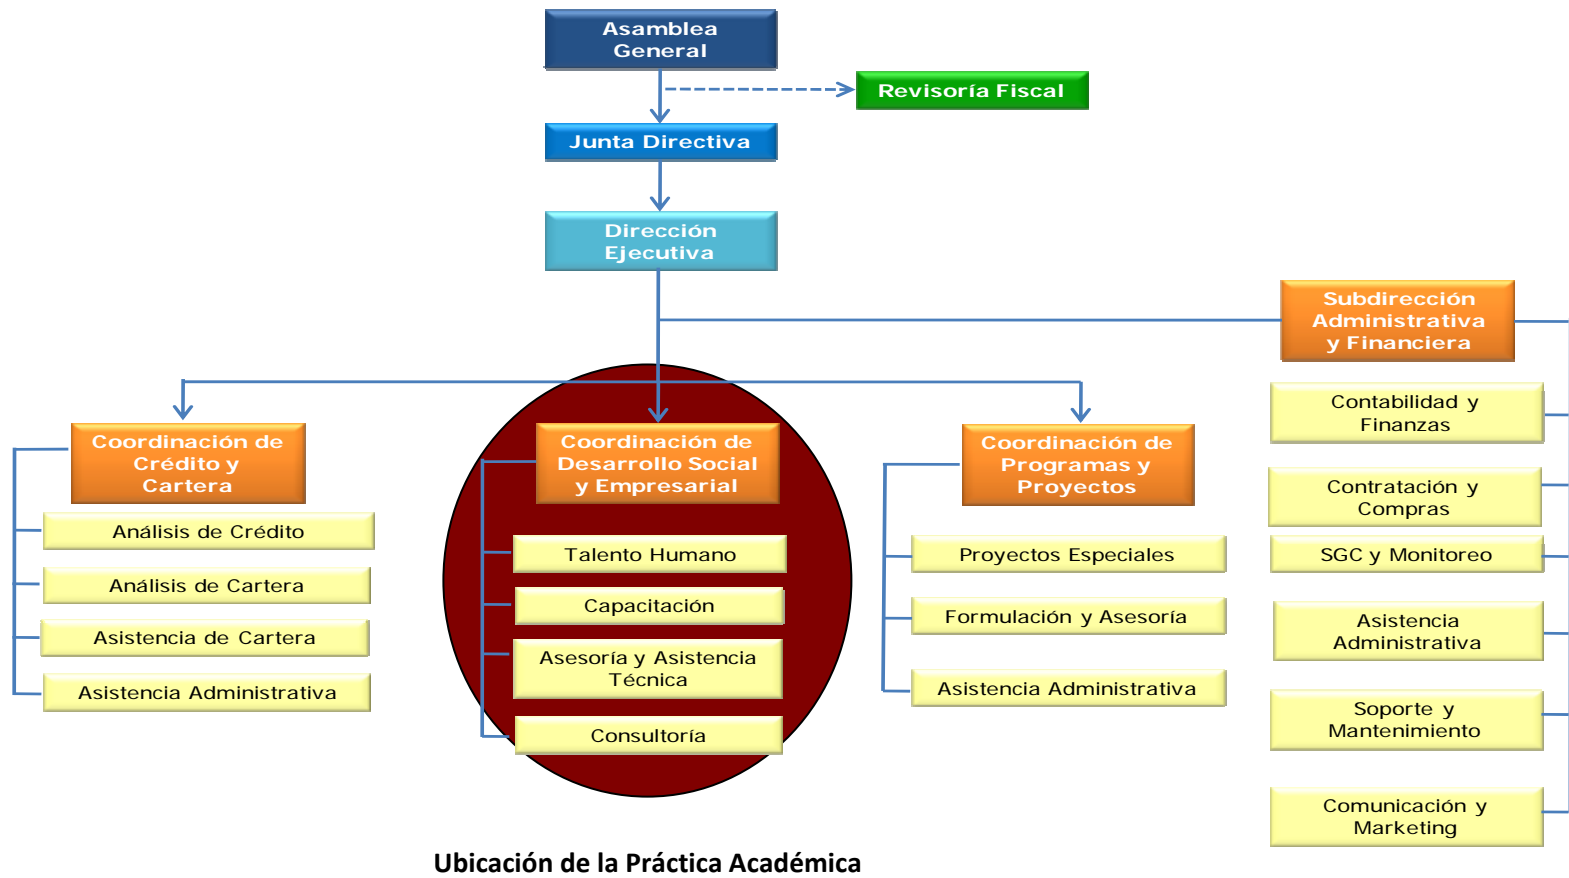 Asamblea
General
Revisoría Fiscal
Junta Directiva
Dirección
Ejecutiva
Subdirección
Administrativa
y Financiera
Coordinación de
Crédito y
Cartera
Análisis de Crédito
Análisis de Cartera
Asistencia de Cartera
Asistencia Administrativa
Coordinación de
Desarrollo Social
y Empresarial
Talento Humano
Capacitación
Asesoría y Asistencia
Técnica
Consultoría
Coordinación de
Programas y
Proyectos
Proyectos Especiales
Formulación y Asesoría
Asistencia Administrativa
Contabilidad y
Finanzas
Contratación y
Compras
SGC y Monitoreo
Asistencia
Administrativa
Soporte y
Mantenimiento
Comunicación y
Marketing
Ubicación de la Práctica Académica